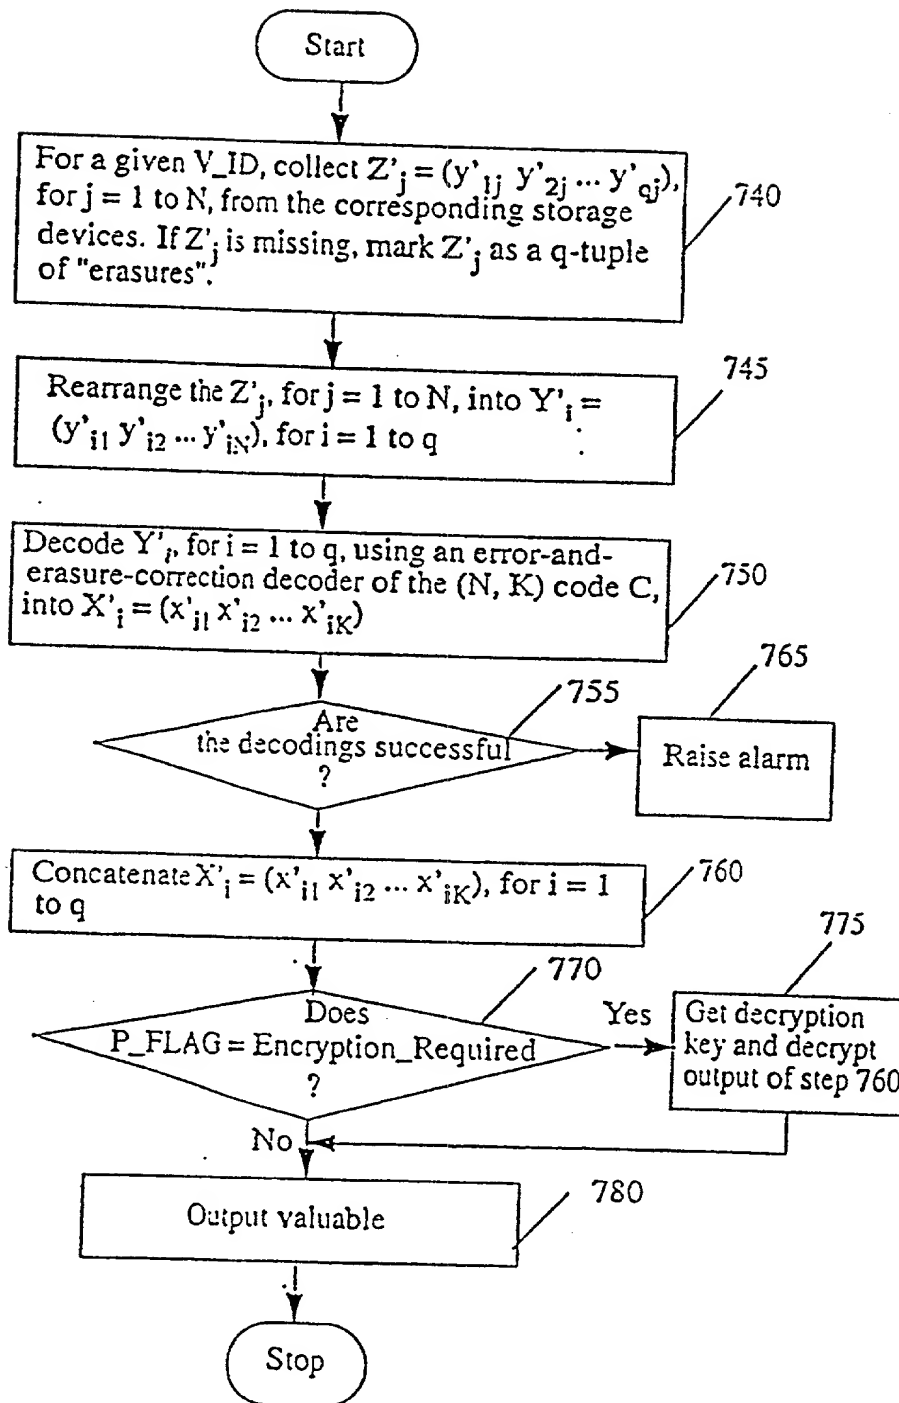 Start
For a given V_ID, collect Z'j = (y'1j y'2j ... y'qj),
for j = 1 to N, from the corresponding storage
devices. If Z'j is missing, mark Z'j as a q-tuple
of "erasures".
740
Rearrange the Z'j, for j = 1 to N, into Y'i =
(y'i1 y'i2 ... y'iN), for i = 1 to q
745
Decode Y'i, for i = 1 to q, using an error-and-
erasure-correction decoder of the (N, K) code C,
into X'i = (x'i1 x'i2 ... x'iK)
750
755
765
Are
the decodings successful
?
Raise alarm
Concatenate X'i = (x'i1 x'i2 ... x'iK), for i = 1
to q
760
770
775
Does
P_FLAG = Encryption_Required
?
Yes
Get decryption
key and decrypt
output of step 760
No
Output valuable
780
Stop